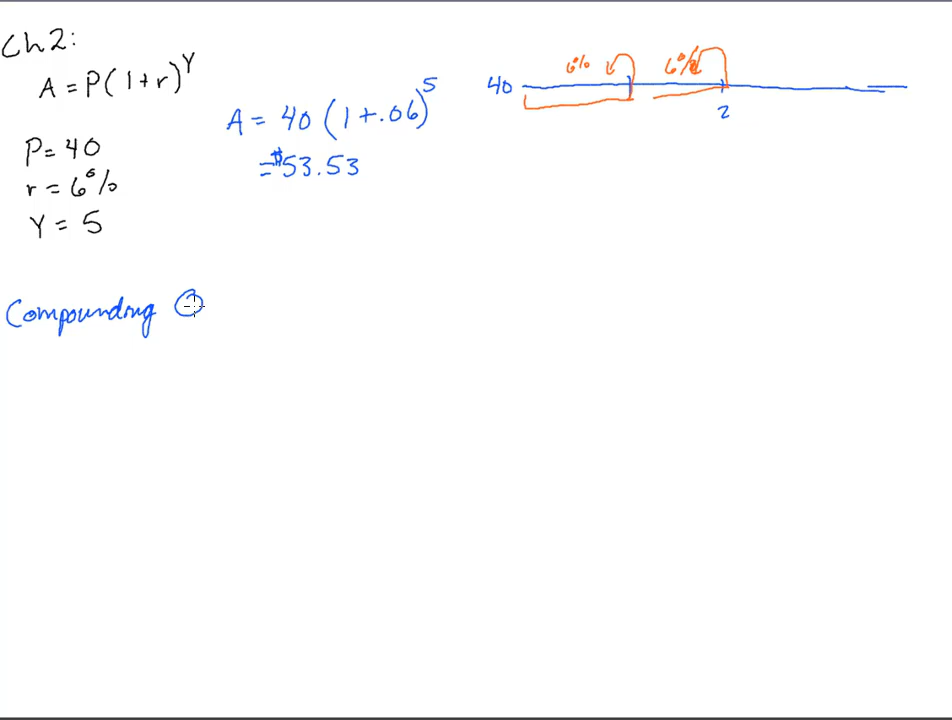 Ch2:
A = P(1+r)^Y
P=40
r = 6%
Y = 5
A = 40 (1 + .06)^5
= $53.53
40
6%
6%
2
Compounding